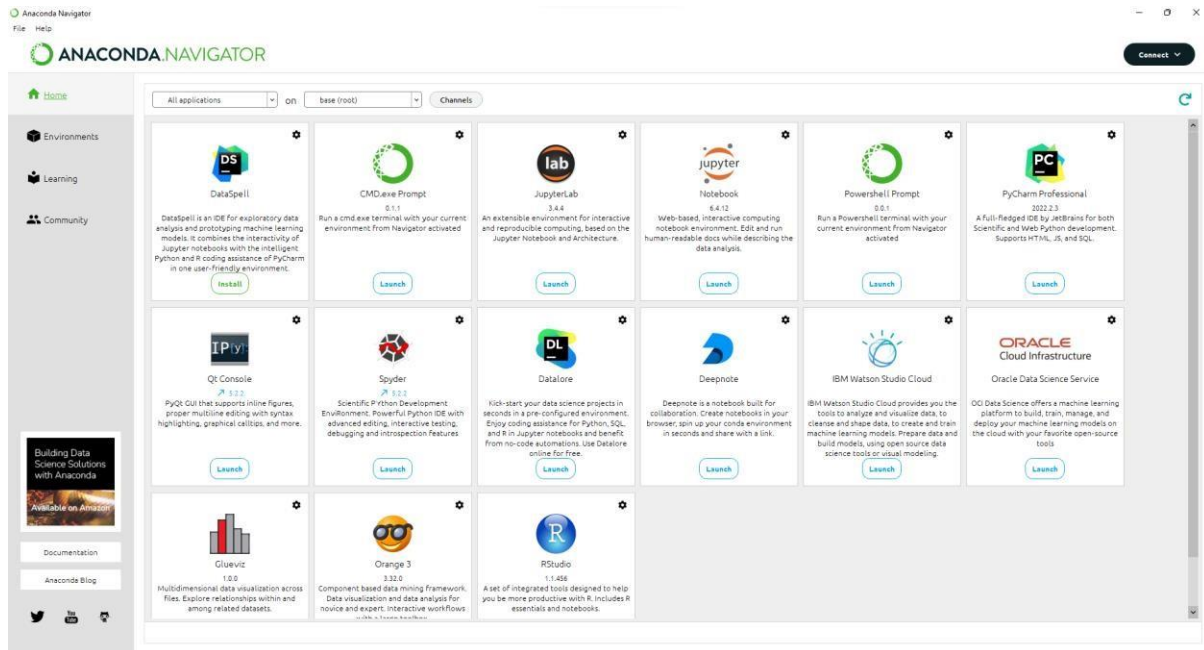 Anaconda Navigator
File Help
ANACONDA.NAVIGATOR
Connect
Home
Environments
Learning
Community
All applications
on
base (root)
Channels
DS
DataSpell
DataSpell is an IDE for exploratory data
analysis and prototyping machine learning
models. It combines the interactivity of
Jupyter notebooks with the intelligent
Python and R coding assistance of PyCharm
in one user-friendly environment.
Install
CMD.exe Prompt
0.1.1
Run a cmd.exe terminal with your current
environment from Navigator activated
Launch
lab
JupyterLab
3.4.4
An extensible environment for interactive
and reproducible computing, based on the
Jupyter Notebook and Architecture.
Launch
jupyter
Notebook
6.4.12
Web-based, interactive computing
notebook environment. Edit and run
human-readable docs while describing the
data analysis.
Launch
Powershell Prompt
0.0.1
Run a Powershell terminal with your
current environment from Navigator
activated
Launch
PC
PyCharm Professional
2022.2.3
A full-fledged IDE by JetBrains for both
Scientific and Web Python development.
Supports HTML, JS, and SQL.
Launch
IP[y]:
Qt Console
5.2.2
PyQt GUI that supports inline figures,
proper multiline editing with syntax
highlighting, graphical calltips, and more.
Launch
Spyder
5.2.2
Scientific PYthon Development
EnviRonment. Powerful Python IDE with
advanced editing, interactive testing,
debugging and introspection features
Launch
DL
Datalore
Kick-start your data science projects in
seconds in a pre-configured environment.
Enjoy coding assistance for Python, SQL,
and R in Jupyter notebooks and benefit
from no-code automations. Use Datalore
online for free.
Launch
Deepnote
Deepnote is a notebook built for
collaboration. Create notebooks in your
browser, spin up your conda environment
in seconds and share with a link.
Launch
IBM Watson Studio Cloud
IBM Watson Studio Cloud provides you the
tools to analyze and visualize data, to
cleanse and shape data, to create and train
machine learning models. Prepare data and
build models, using open source data
science tools or visual modeling.
Launch
ORACLE
Cloud Infrastructure
Oracle Data Science Service
OCI Data Science offers a machine learning
platform to build, train, manage, and
deploy your machine learning models on
the cloud with your favorite open-source
tools
Launch
Glueviz
1.0.0
Multidimensional data visualization across
files. Explore relationships within and
among related datasets.
Orange 3
3.32.0
Component based data mining framework.
Data visualization and data analysis for
novice and expert. Interactive workflows
with a large toolbox.
R
RStudio
1.1.456
A set of integrated tools designed to help
you be more productive with R. Includes R
essentials and notebooks.
Building Data
Science Solutions
with Anaconda
Available on Amazon
Documentation
Anaconda Blog
You
Tube